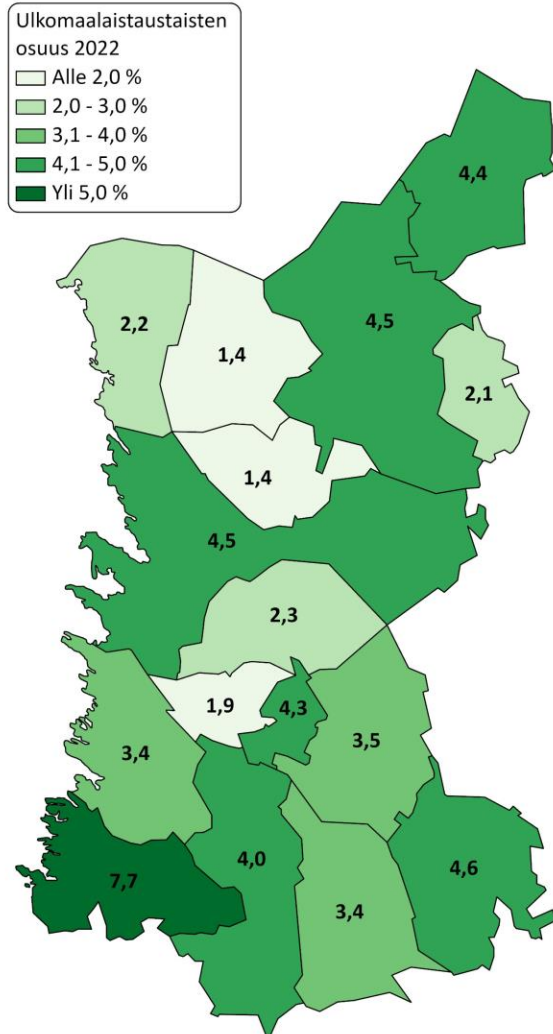 Ulkomaalaistaustaisten
osuus 2022
Alle 2,0 %
2,0 - 3,0 %
3,1 - 4,0 %
4,1 - 5,0 %
Yli 5,0 %
4,4
4,5
2,2
1,4
2,1
1,4
4,5
2,3
1,9
4,3
3,4
3,5
4,0
4,6
7,7
3,4